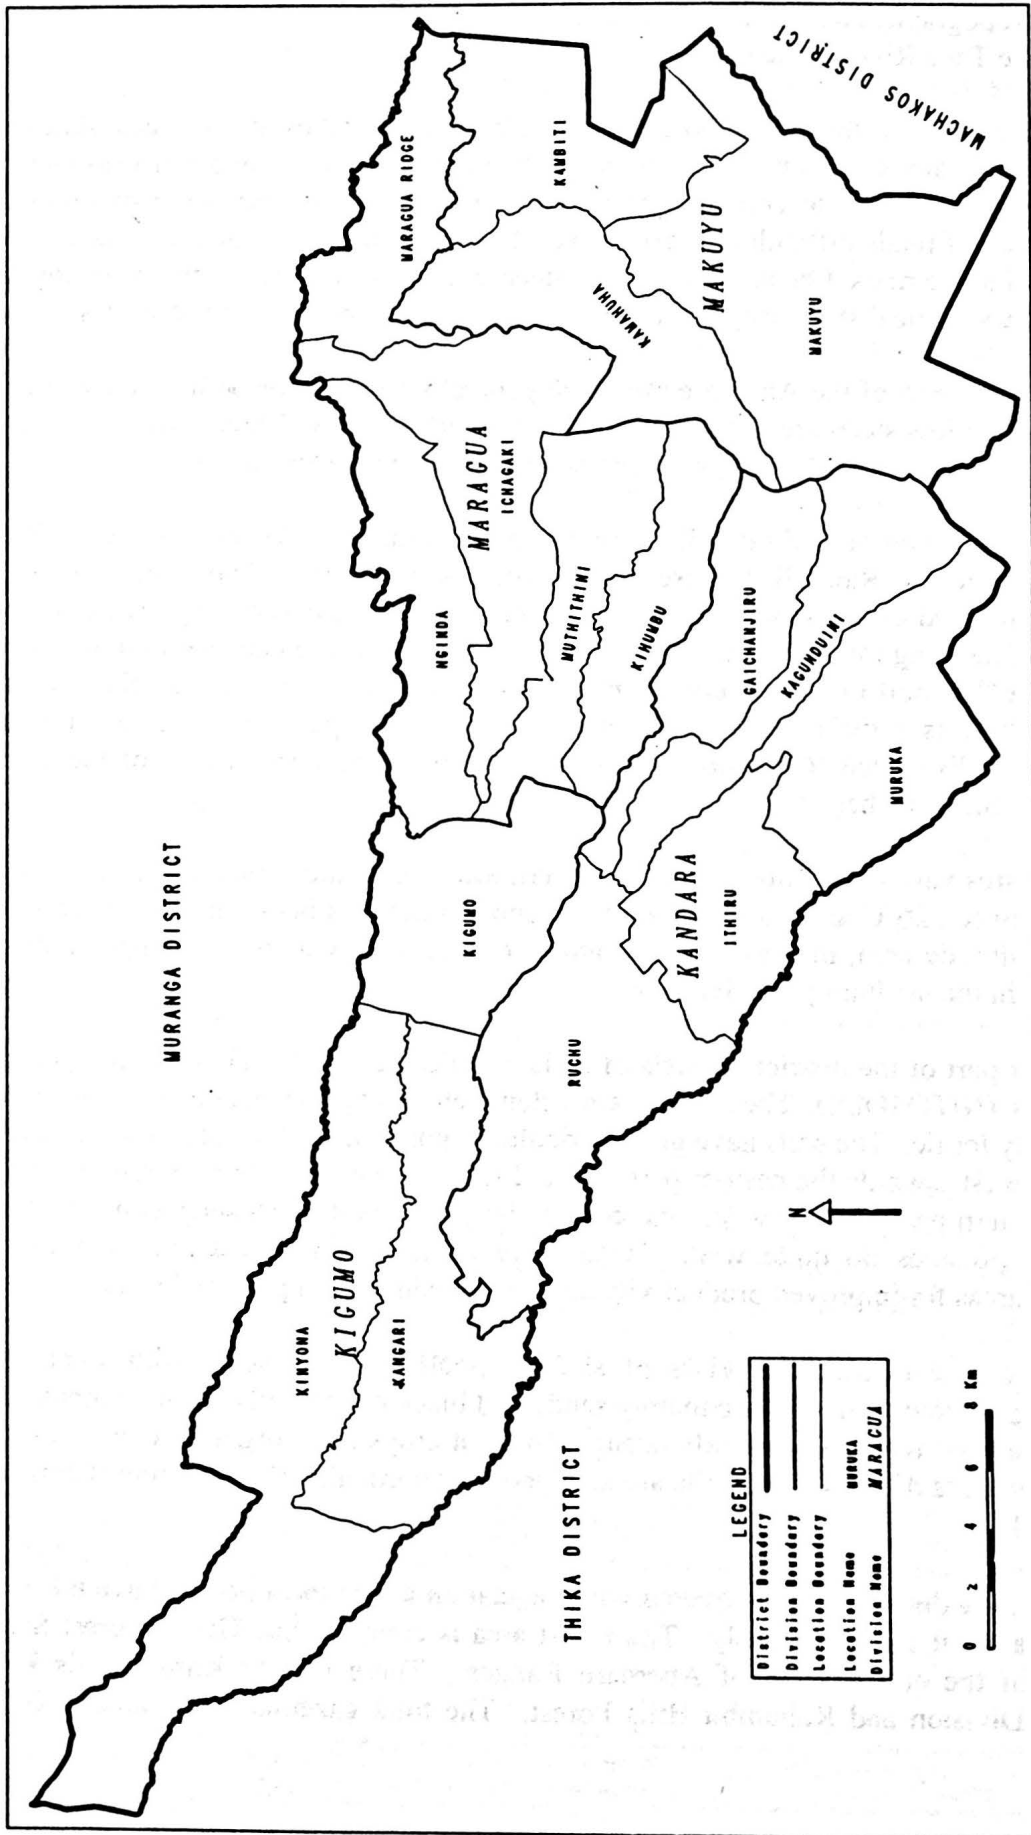 MURANGA DISTRICT
MARAGUA RIDGE
KAMBITI
MACHAKOS DISTRICT
NGINDA
MARAGUA
ICHAGAKI
KAMAHUHA
MAKUYU
MAKUYU
MUTHITHINI
KIHUMBU
GAICHANJIRU
KAGUNDUINI
MURUKA
KIGUMO
KANDARA
ITHIRU
RUCHU
KINYONA
KIGUMO
KANGARI
THIKA DISTRICT
N
LEGEND
District Boundary
Division Boundary
Location Boundary
Location Name MURUKA
Division Name MARAGUA
0 2 4 6 8 Km